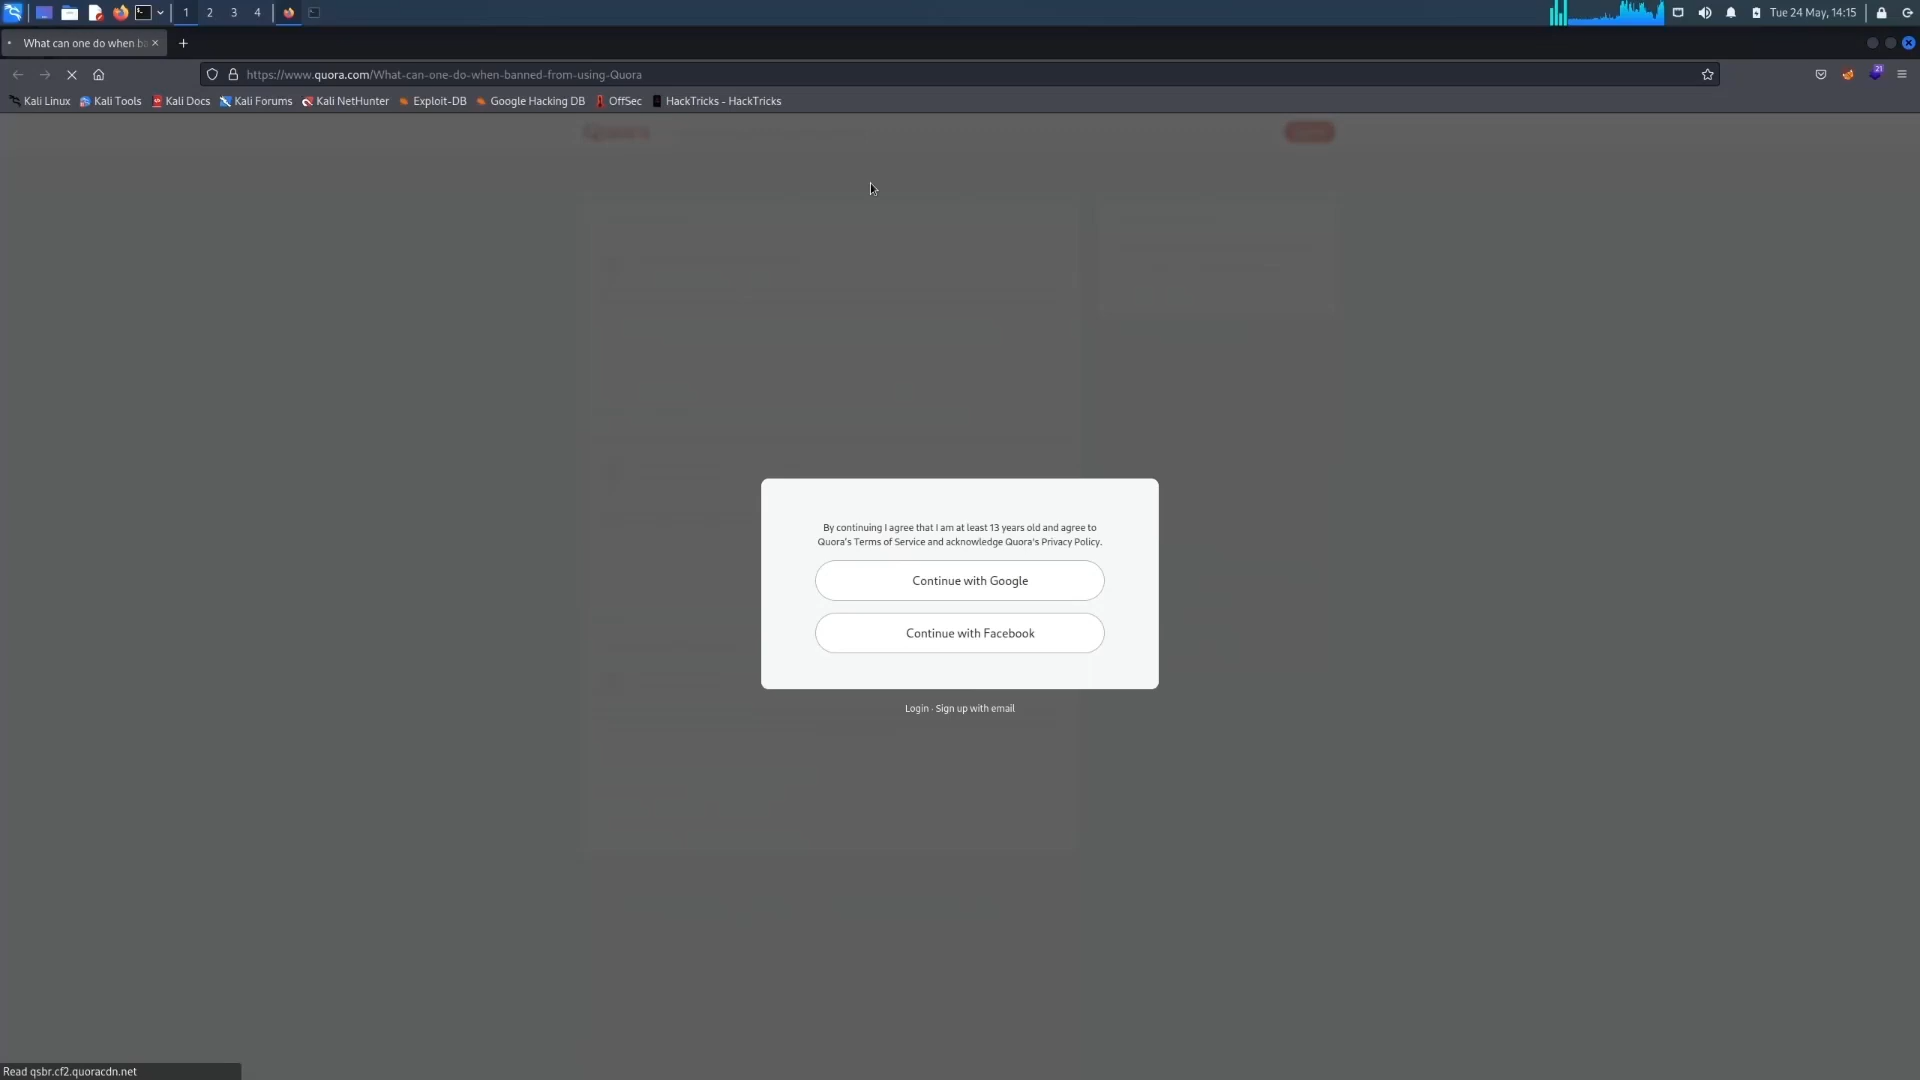 1 2 3 4
Tue 24 May, 14:15
What can one do when b
https://www.quora.com/What-can-one-do-when-banned-from-using-Quora
21
Kali Linux Kali Tools Kali Docs Kali Forums Kali NetHunter Exploit-DB Google Hacking DB OffSec HackTricks - HackTricks
Quora
By continuing I agree that I am at least 13 years old and agree to
Quora's Terms of Service and acknowledge Quora's Privacy Policy.
Continue with Google
Continue with Facebook
Login · Sign up with email
Read qsbr.cf2.quoracdn.net